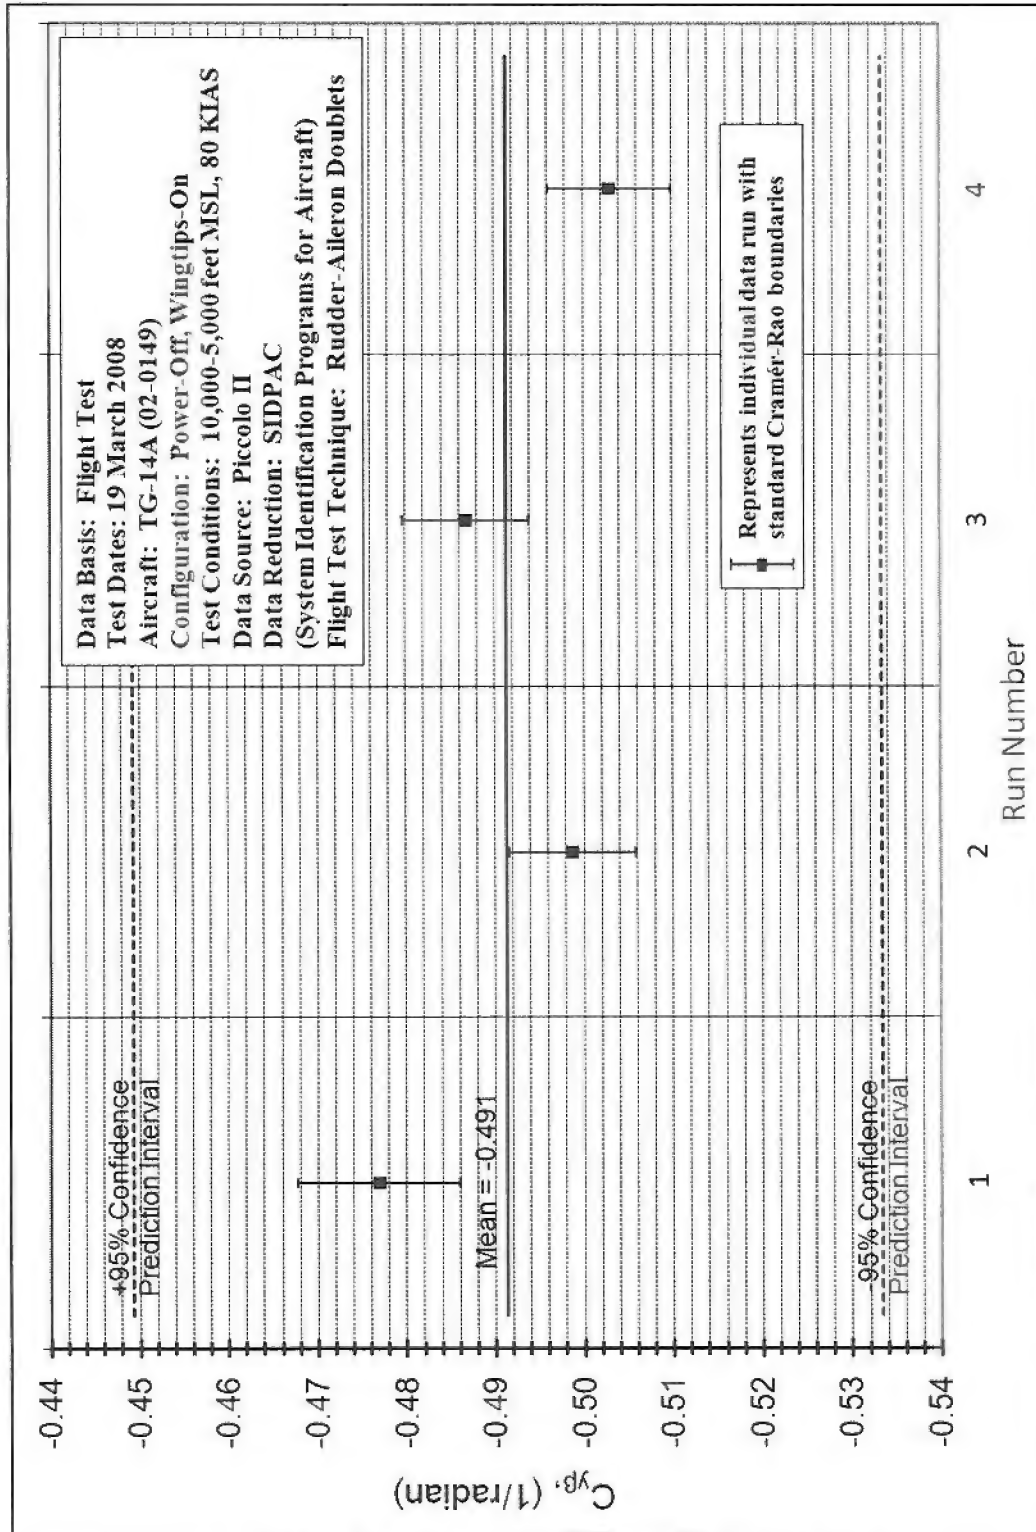 Data Basis: Flight Test
Test Dates: 19 March 2008
Aircraft: TG-14A (02-0149)
Configuration: Power-Off, Wingtips-On
Test Conditions: 10,000-5,000 feet MSL, 80 KIAS
Data Source: Piccolo II
Data Reduction: SIDPAC
(System Identification Programs for Aircraft)
Flight Test Technique: Rudder-Aileron Doublets
+95% Confidence
Prediction Interval
Mean = -0.491
Represents individual data run with
standard Cramér-Rao boundaries
-95% Confidence
Prediction Interval
-0.44
-0.45
-0.46
-0.47
-0.48
-0.49
-0.50
-0.51
-0.52
-0.53
-0.54
Cyβ, (1/radian)
1
2
3
4
Run Number